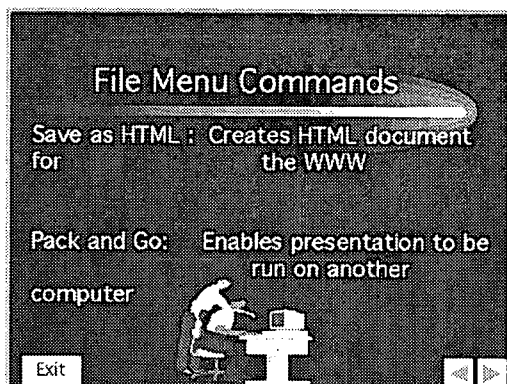 File Menu Commands
Save as HTML : Creates HTML document
for the WWW
Pack and Go: Enables presentation to be
run on another
computer
Exit